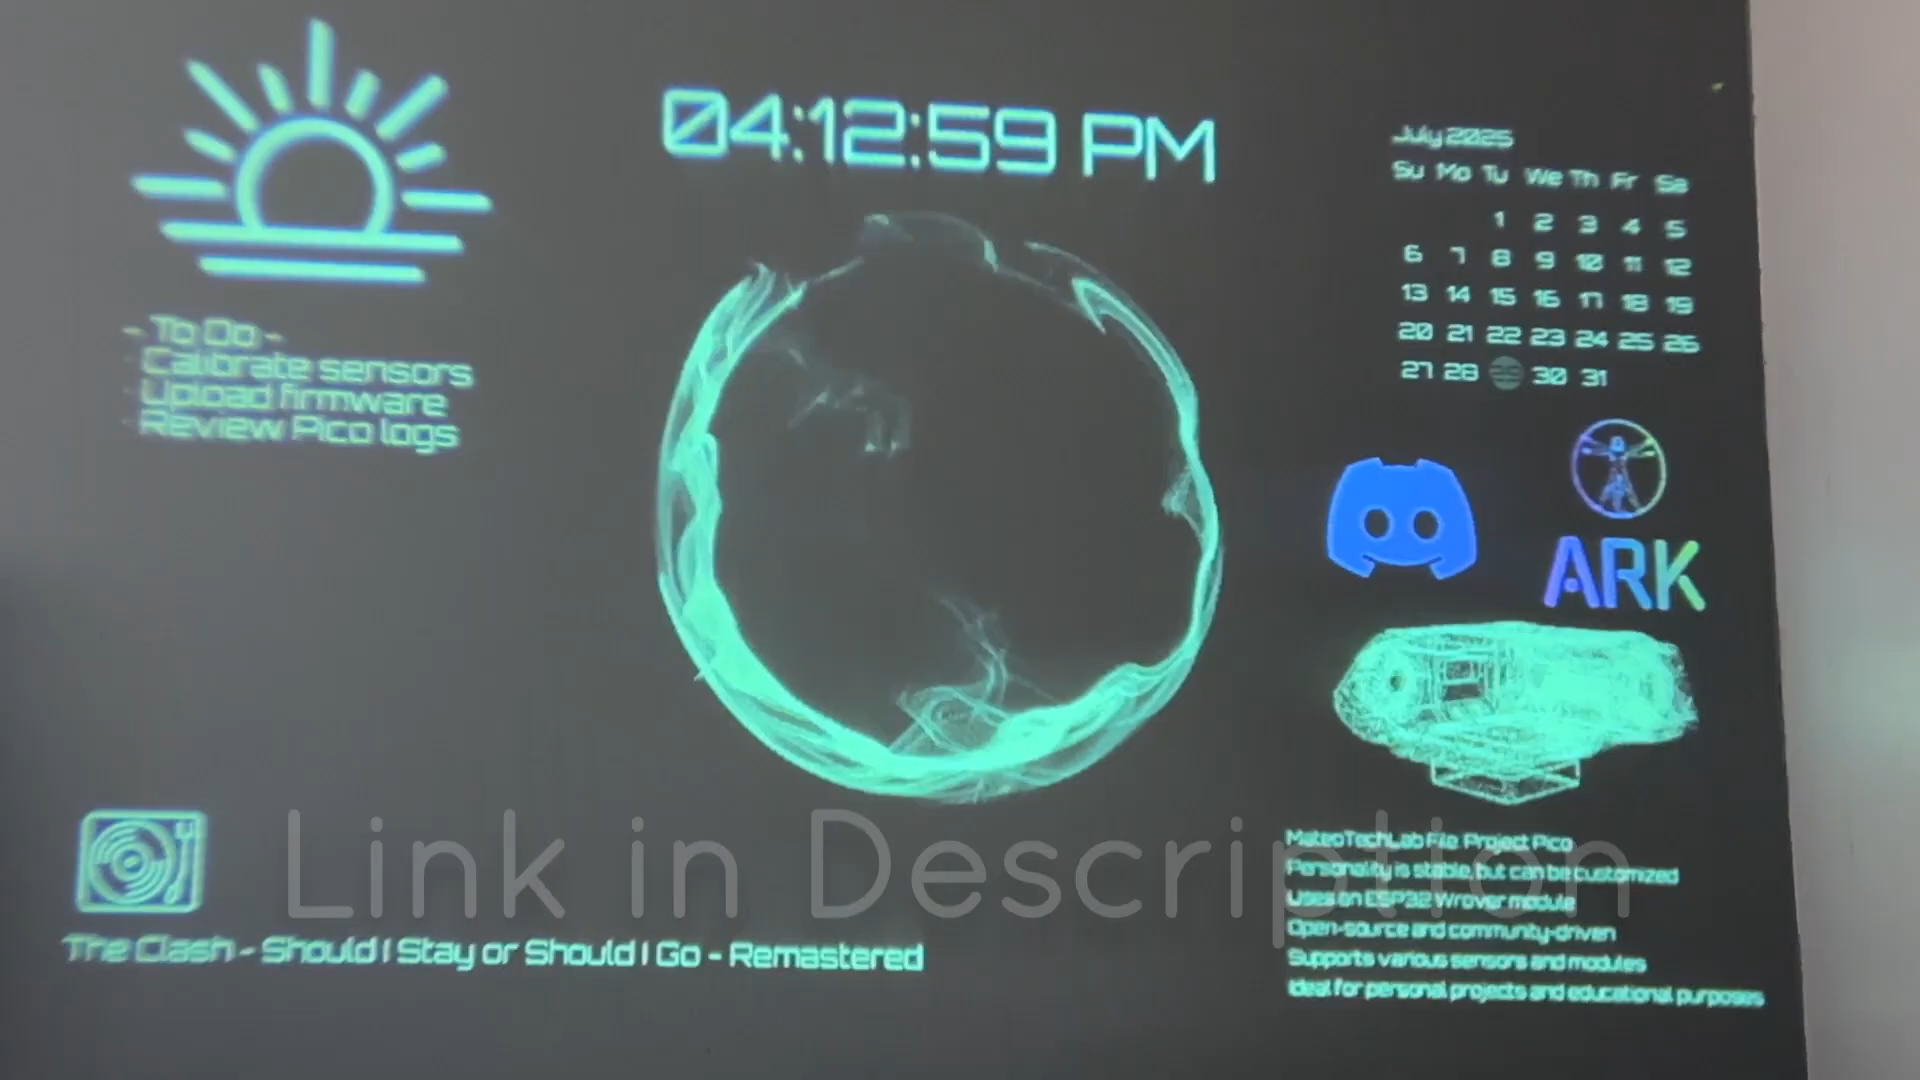 04:12:59 PM
- To Do -
Calibrate sensors
Upload firmware
Review Pico logs
July 2025
Su Mo Tu We Th Fr Sa
1 2 3 4 5
6 7 8 9 10 11 12
13 14 15 16 17 18 19
20 21 22 23 24 25 26
27 28 30 31
ARK
MateoTechLab File: Project Pico
Personality is stable, but can be customized
Uses an ESP32 Wrover module
Open-source and community-driven
Supports various sensors and modules
Ideal for personal projects and educational purposes
Link in Description
The Clash - Should I Stay or Should I Go - Remastered